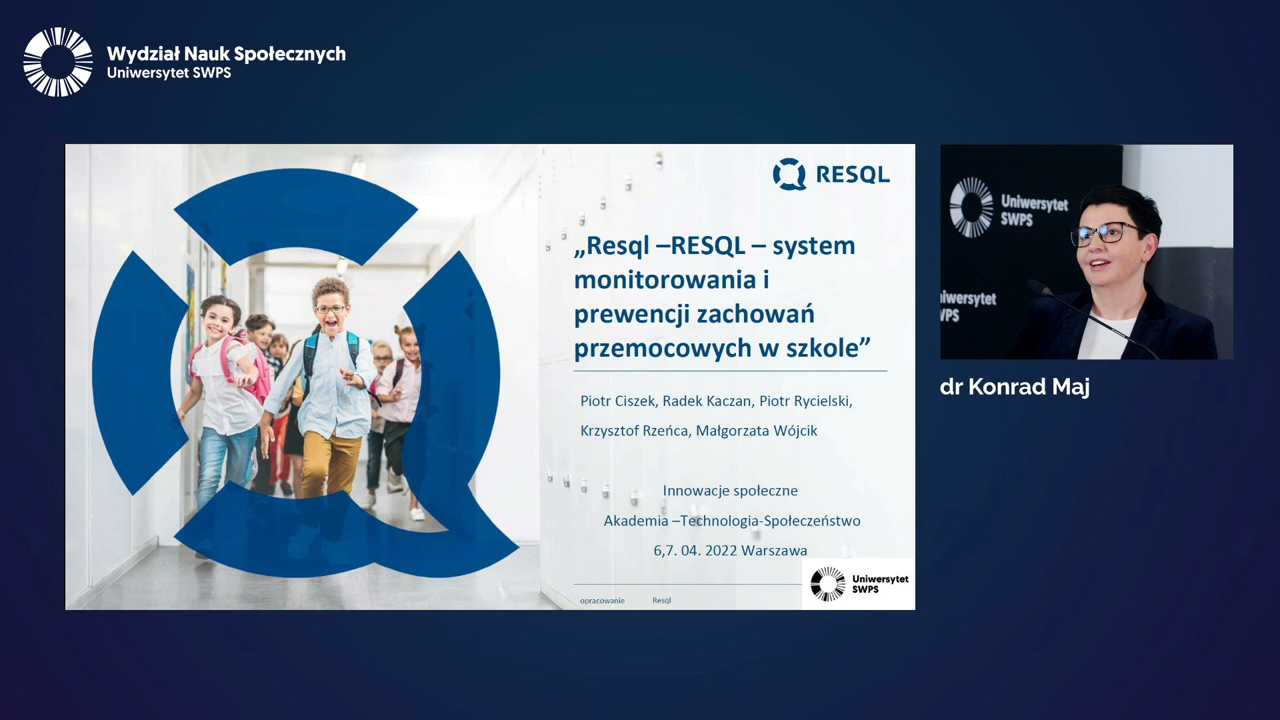 Wydział Nauk Społecznych
Uniwersytet SWPS
RESQL
„Resql –RESQL – system
monitorowania i
prewencji zachowań
przemocowych w szkole”
Piotr Ciszek, Radek Kaczan, Piotr Rycielski,
Krzysztof Rzeńca, Małgorzata Wójcik
Innowacje społeczne
Akademia –Technologia-Społeczeństwo
6,7. 04. 2022 Warszawa
opracowanie Resql
Uniwersytet
SWPS
Uniwersytet
SWPS
iwersytet
WPS
dr Konrad Maj